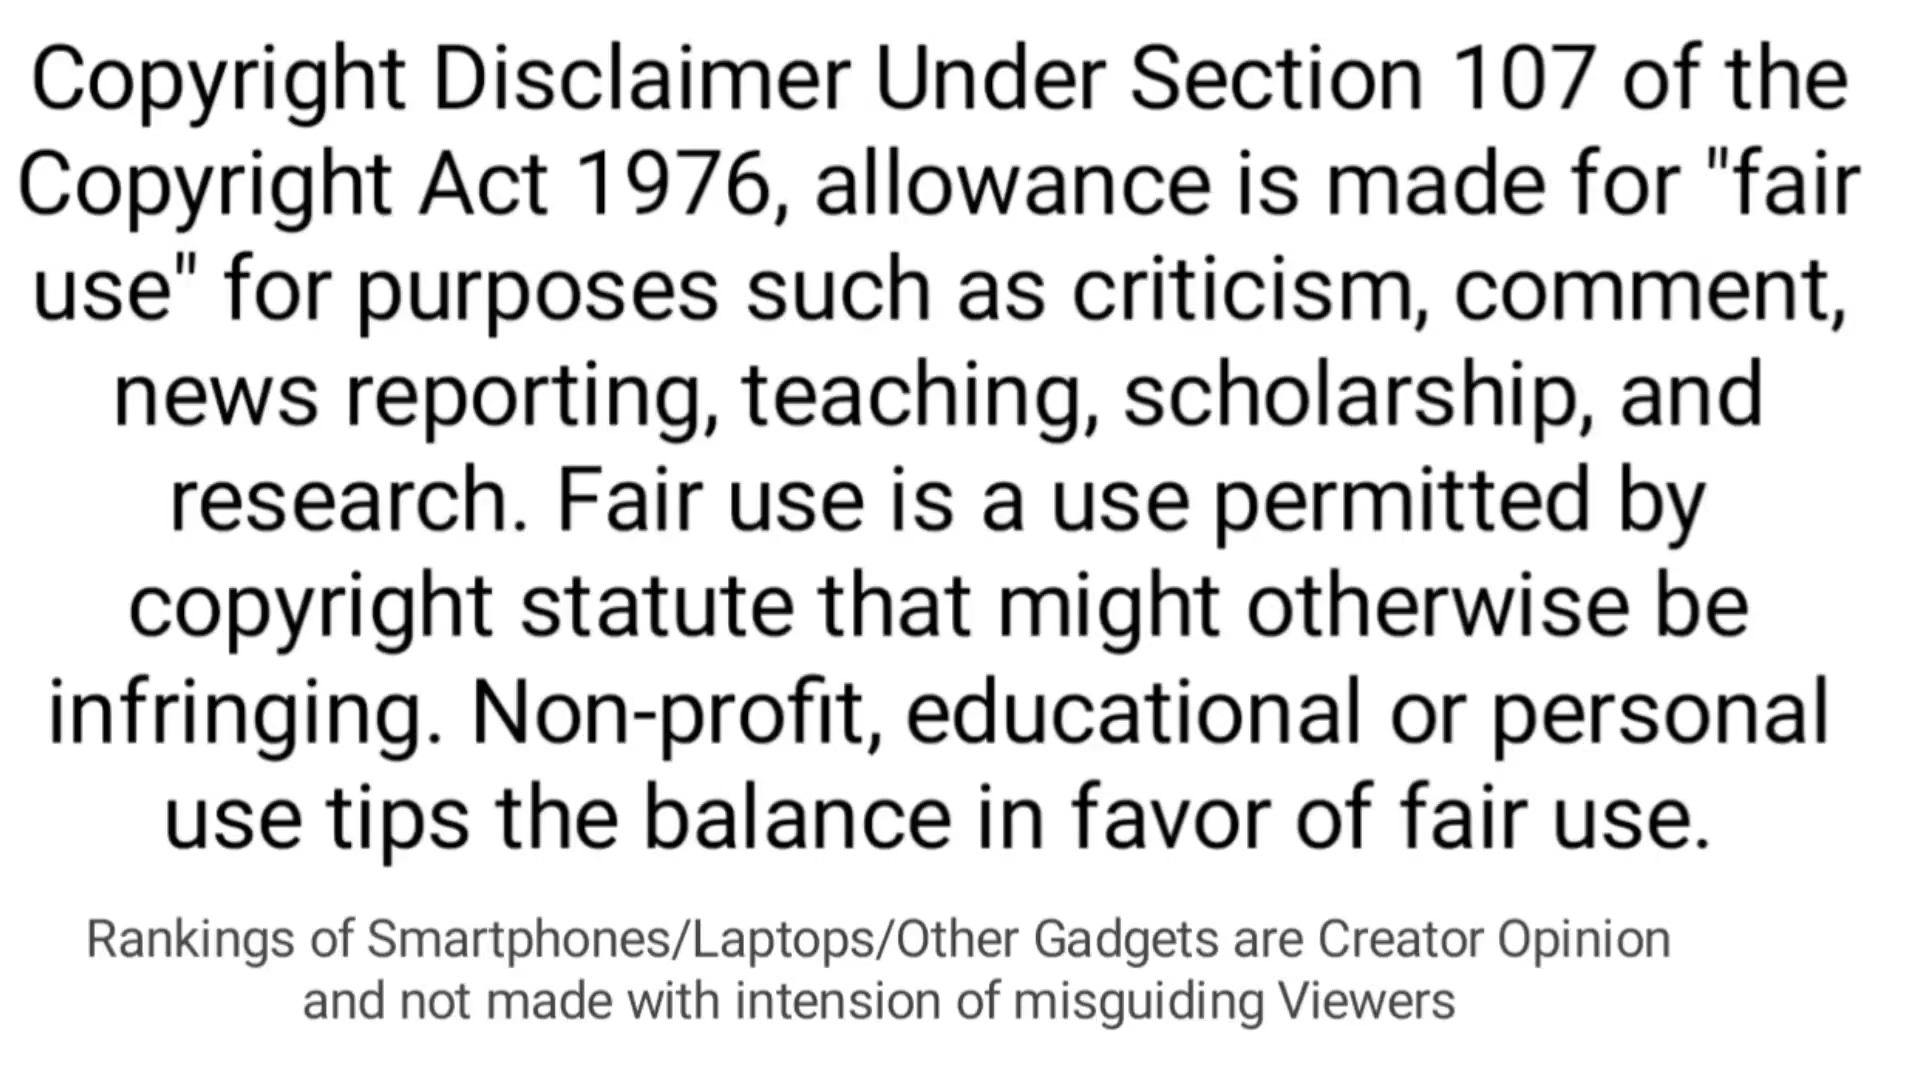 Copyright Disclaimer Under Section 107 of the
Copyright Act 1976, allowance is made for "fair
use" for purposes such as criticism, comment,
news reporting, teaching, scholarship, and
research. Fair use is a use permitted by
copyright statute that might otherwise be
infringing. Non-profit, educational or personal
use tips the balance in favor of fair use.
Rankings of Smartphones/Laptops/Other Gadgets are Creator Opinion
and not made with intension of misguiding Viewers